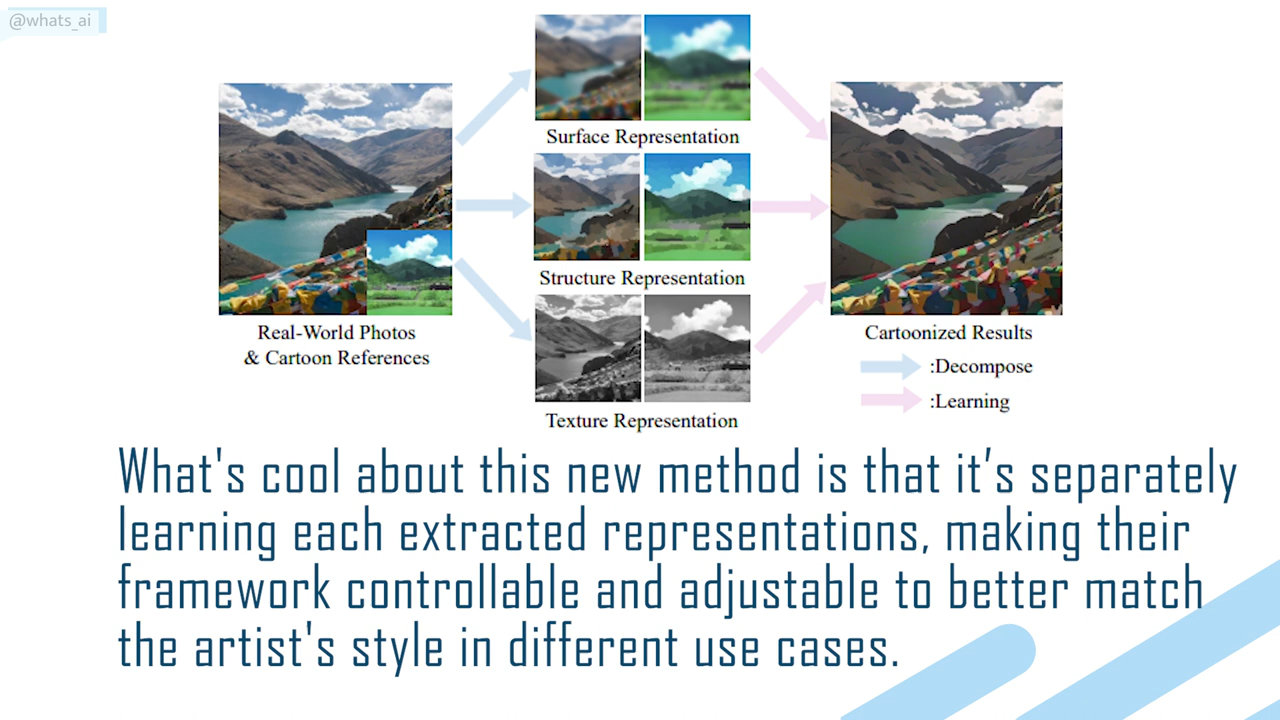 @whats_ai
Real-World Photos
& Cartoon References
Surface Representation
Structure Representation
Texture Representation
Cartoonized Results
:Decompose
:Learning
What's cool about this new method is that it’s separately
learning each extracted representations, making their
framework controllable and adjustable to better match
the artist's style in different use cases.